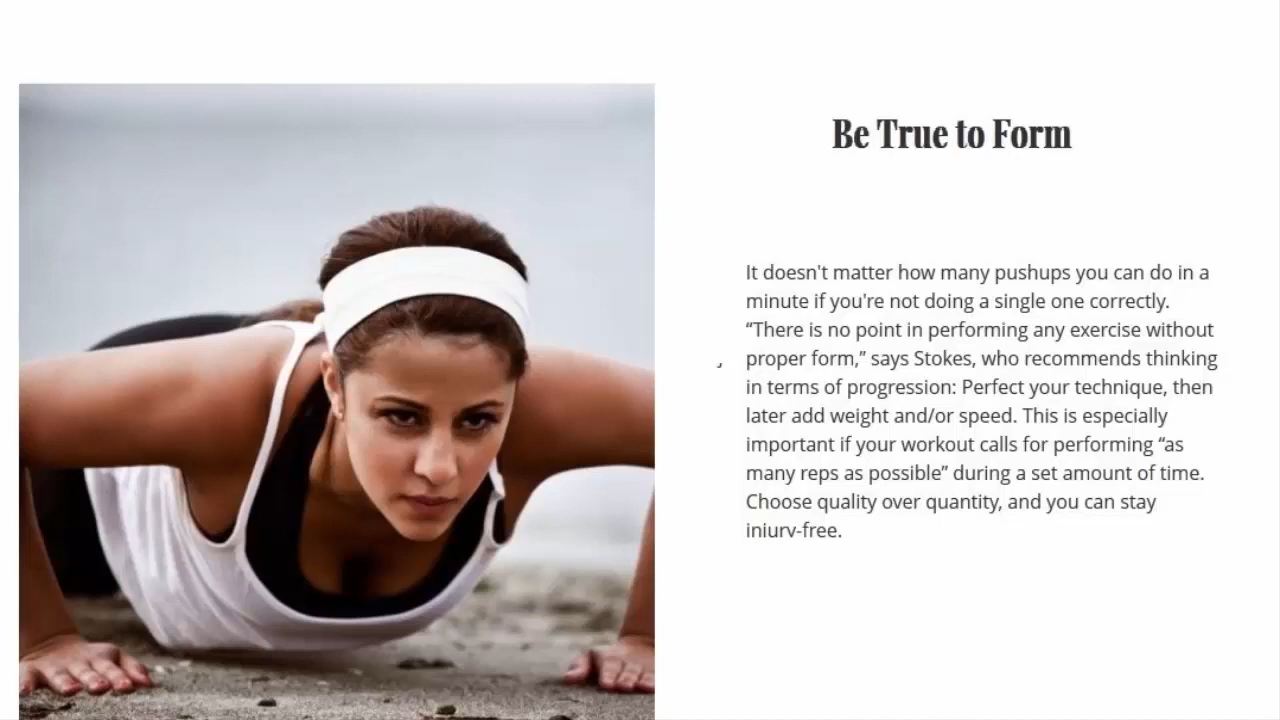 Be True to Form
It doesn't matter how many pushups you can do in a
minute if you're not doing a single one correctly.
“There is no point in performing any exercise without
proper form,” says Stokes, who recommends thinking
in terms of progression: Perfect your technique, then
later add weight and/or speed. This is especially
important if your workout calls for performing “as
many reps as possible” during a set amount of time.
Choose quality over quantity, and you can stay
injury-free.